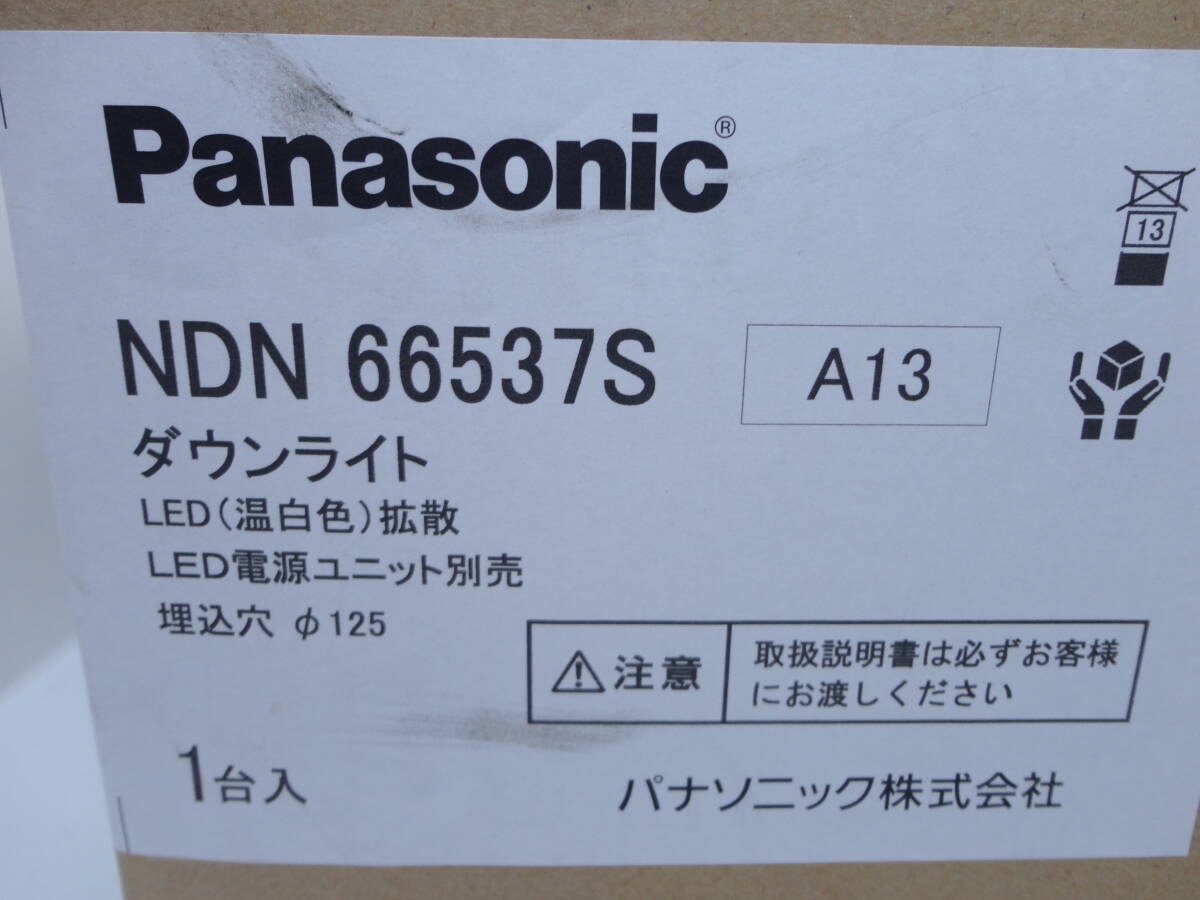 Panasonic®
13
NDN 66537S
A13
ダウンライト
LED(温白色)拡散
LED電源ユニット別売
埋込穴 φ125
注意
取扱説明書は必ずお客様
にお渡しください
1台入
パナソニック株式会社